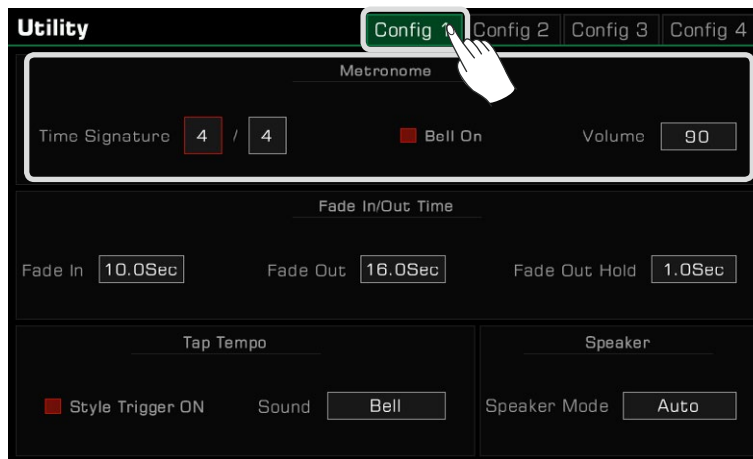 Utility Config 1 Config 2 Config 3 Config 4
Metronome
Time Signature 4 / 4 Bell On Volume 90
Fade In/Out Time
Fade In 10.0Sec Fade Out 16.0Sec Fade Out Hold 1.0Sec
Tap Tempo Speaker
Style Trigger ON Sound Bell Speaker Mode Auto